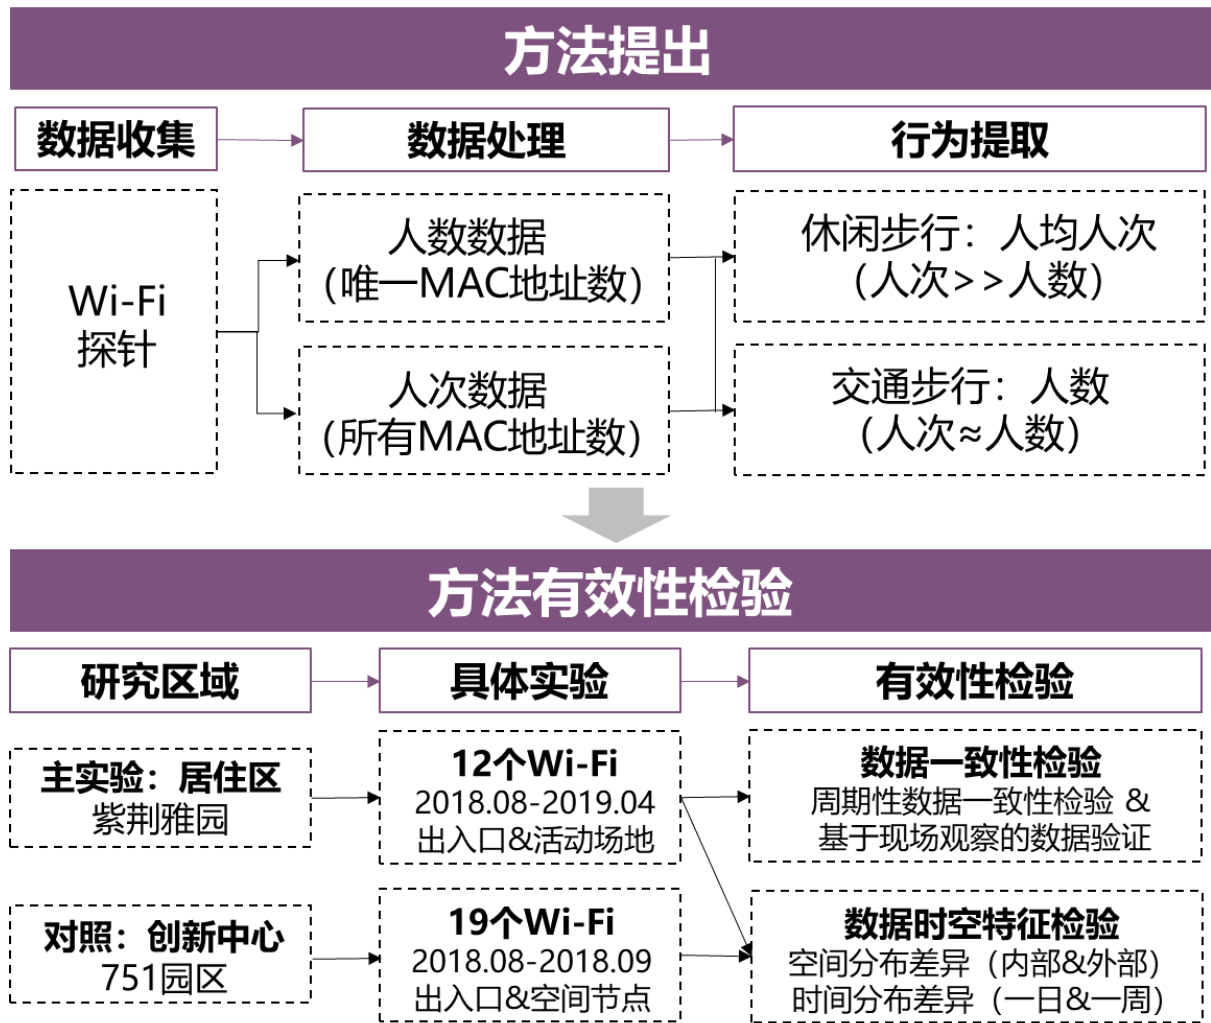 方法提出
数据收集
数据处理
行为提取
Wi-Fi
探针
人数数据
（唯一MAC地址数）
人次数据
（所有MAC地址数）
休闲步行：人均人次
（人次>>人数）
交通步行：人数
（人次≈人数）
方法有效性检验
研究区域
具体实验
有效性检验
主实验：居住区
紫荆雅园
12个Wi-Fi
2018.08-2019.04
出入口&活动场地
数据一致性检验
周期性数据一致性检验 &
基于现场观察的数据验证
对照：创新中心
751园区
19个Wi-Fi
2018.08-2018.09
出入口&空间节点
数据时空特征检验
空间分布差异（内部&外部）
时间分布差异（一日&一周）